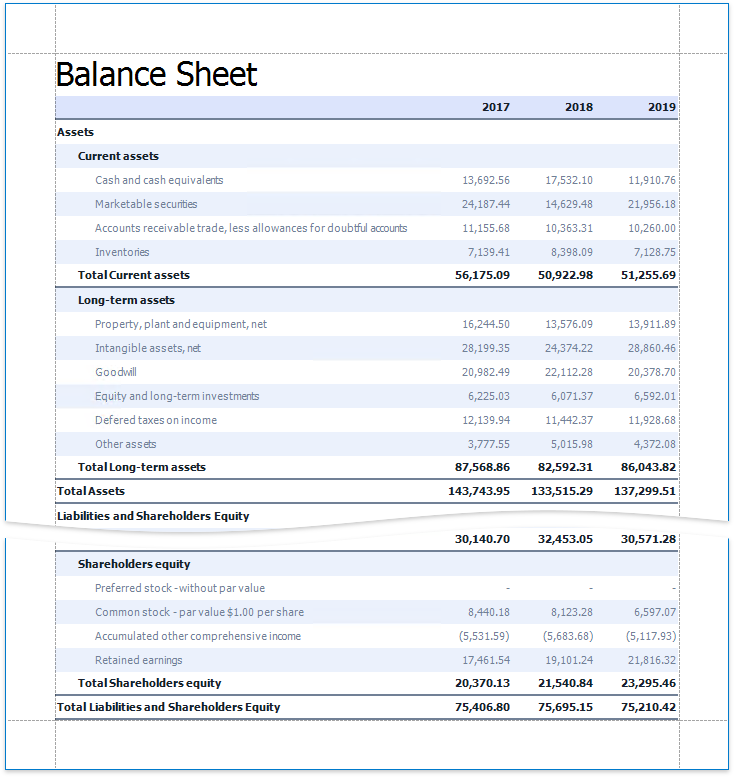 Balance Sheet
2017 2018 2019
Assets
Current assets
Cash and cash equivalents 13,692.56 17,532.10 11,910.76
Marketable securities 24,187.44 14,629.48 21,956.18
Accounts receivable trade, less allowances for doubtful accounts 11,155.68 10,363.31 10,260.00
Inventories 7,139.41 8,398.09 7,128.75
Total Current assets 56,175.09 50,922.98 51,255.69
Long-term assets
Property, plant and equipment, net 16,244.50 13,576.09 13,911.89
Intangible assets, net 28,199.35 24,374.22 28,860.46
Goodwill 20,982.49 22,112.28 20,378.70
Equity and long-term investments 6,225.03 6,071.37 6,592.01
Defered taxes on income 12,139.94 11,442.37 11,928.68
Other assets 3,777.55 5,015.98 4,372.08
Total Long-term assets 87,568.86 82,592.31 86,043.82
Total Assets 143,743.95 133,515.29 137,299.51
Liabilities and Shareholders Equity
30,140.70 32,453.05 30,571.28
Shareholders equity
Preferred stock - without par value - - -
Common stock - par value $1.00 per share 8,440.18 8,123.28 6,597.07
Accumulated other comprehensive income (5,531.59) (5,683.68) (5,117.93)
Retained earnings 17,461.54 19,101.24 21,816.32
Total Shareholders equity 20,370.13 21,540.84 23,295.46
Total Liabilities and Shareholders Equity 75,406.80 75,695.15 75,210.42